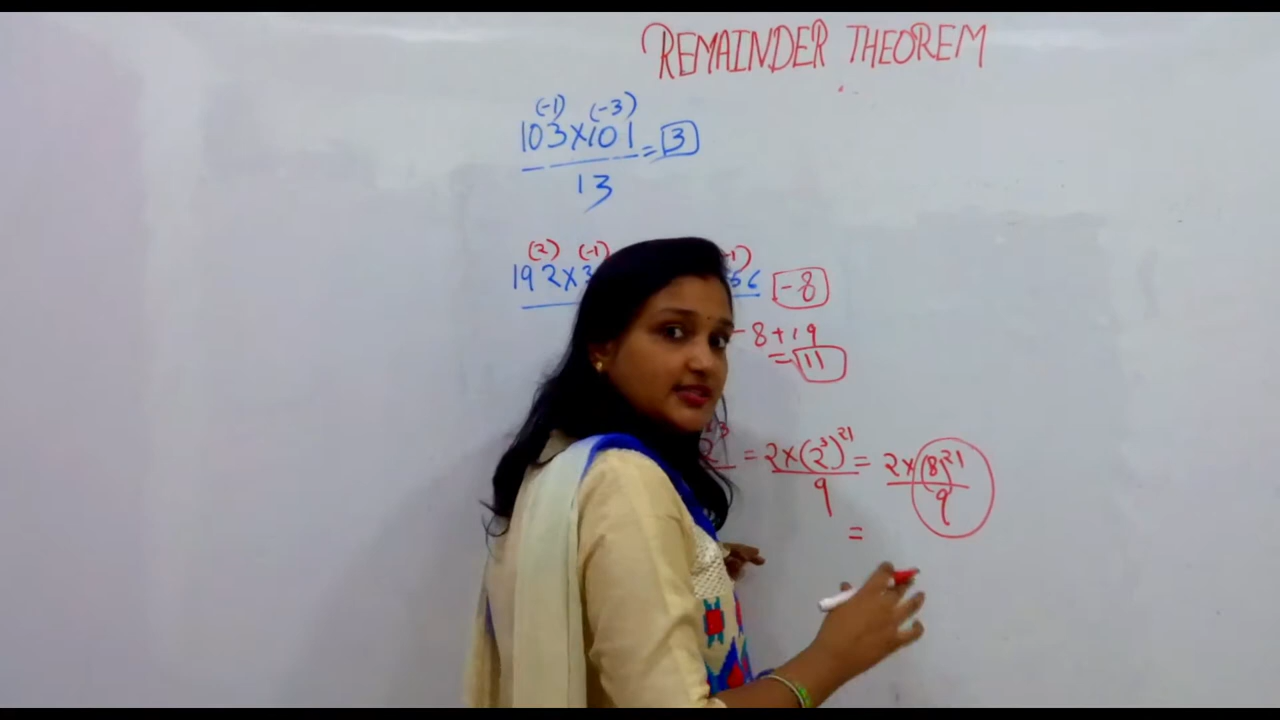 REMAINDER THEOREM
(-1) (-3)
103×101 = 3
13
(2) (-1)
192×3 56 -8
-8+19
= 11
= 2×(2³)²¹ = 2×(8)²¹
9 9
=